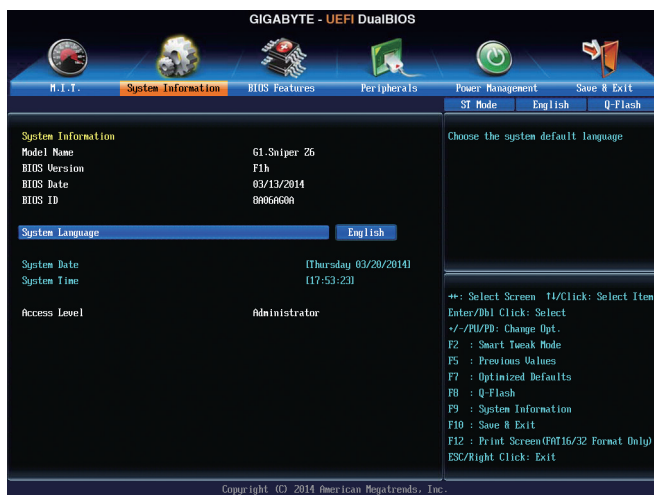 GIGABYTE - UEFI DualBIOS
M.I.T. System Information BIOS Features Peripherals Power Management Save & Exit
ST Mode English Q-Flash
System Information
Model Name G1.Sniper Z6
BIOS Version F1h
BIOS Date 03/13/2014
BIOS ID 8A06AG0A
System Language English
System Date [Thursday 03/20/2014]
System Time [17:53:23]
Access Level Administrator
Choose the system default language
→←: Select Screen ↑↓/Click: Select Item
Enter/Dbl Click: Select
+/-/PU/PD: Change Opt.
F2 : Smart Tweak Mode
F5 : Previous Values
F7 : Optimized Defaults
F8 : Q-Flash
F9 : System Information
F10 : Save & Exit
F12 : Print Screen(FAT16/32 Format Only)
ESC/Right Click: Exit
Copyright (C) 2014 American Megatrends, Inc.